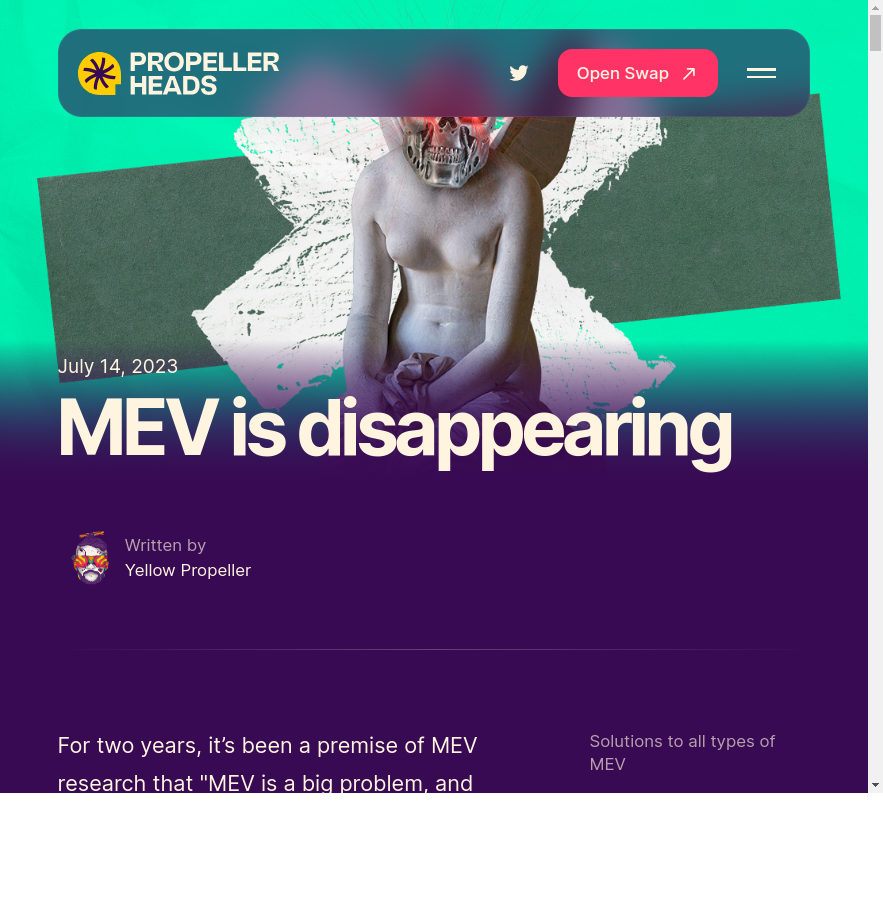 PROPELLER
HEADS
Open Swap
July 14, 2023
MEV is disappearing
Written by
Yellow Propeller
For two years, it’s been a premise of MEV
research that "MEV is a big problem, and
Solutions to all types of
MEV